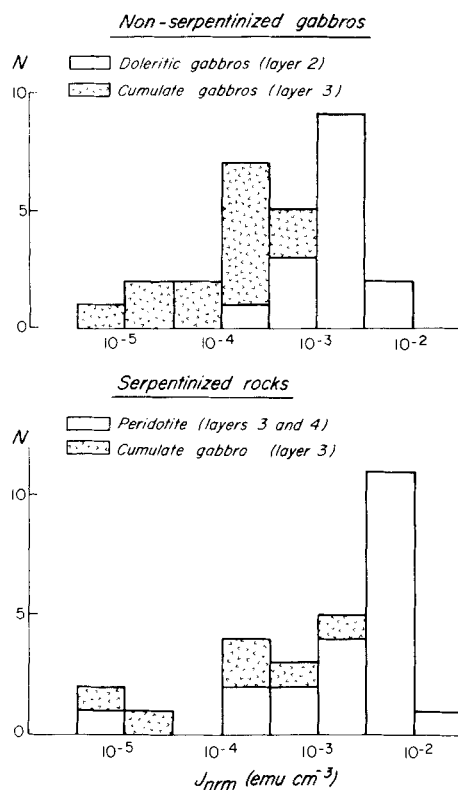 Non-serpentinized gabbros
N
Doleritic gabbros (layer 2)
Cumulate gabbros (layer 3)
10
5
0
10⁻⁵ 10⁻⁴ 10⁻³ 10⁻²
Serpentinized rocks
N
Peridotite (layers 3 and 4)
Cumulate gabbro (layer 3)
10
5
0
10⁻⁵ 10⁻⁴ 10⁻³ 10⁻²
Jnrm (emu cm⁻³)